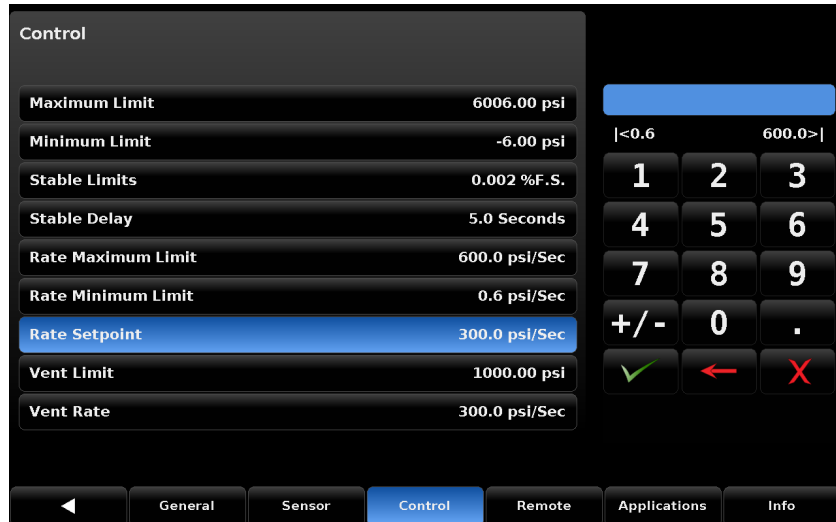 Control
Maximum Limit 6006.00 psi
Minimum Limit -6.00 psi
Stable Limits 0.002 %F.S.
Stable Delay 5.0 Seconds
Rate Maximum Limit 600.0 psi/Sec
Rate Minimum Limit 0.6 psi/Sec
Rate Setpoint 300.0 psi/Sec
Vent Limit 1000.00 psi
Vent Rate 300.0 psi/Sec
|<0.6 600.0>|
1 2 3
4 5 6
7 8 9
+/- 0 .
X
General Sensor Control Remote Applications Info